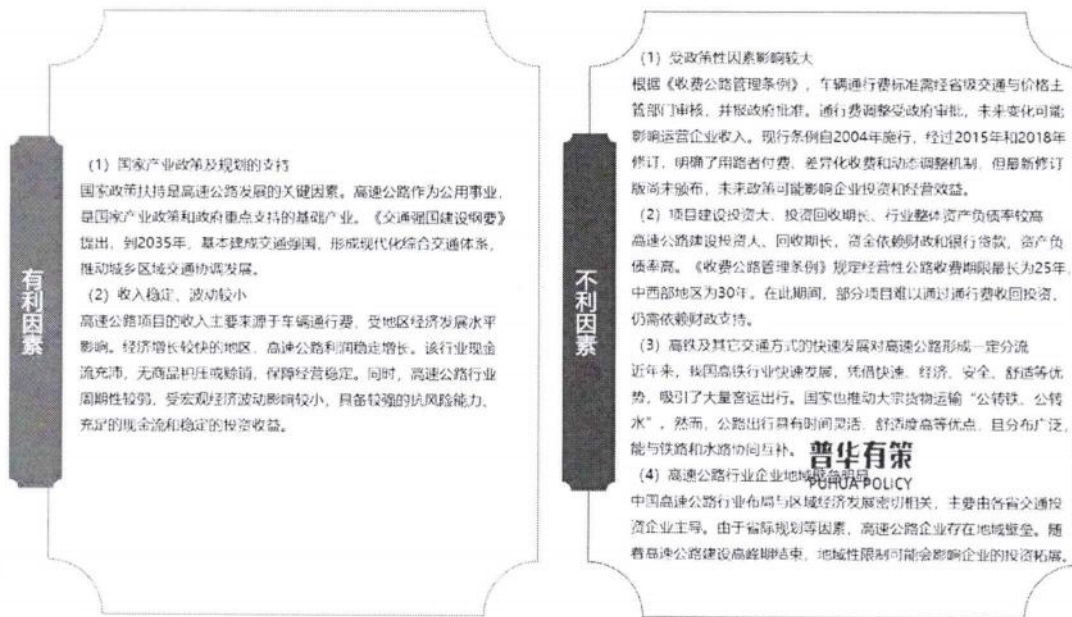 有利因素
(1) 国家产业政策及规划的支持
国家政策扶持是高速公路发展的关键因素。高速公路作为公用事业,
是国家产业政策和政府重点支持的基础产业。《交通强国建设纲要》
提出, 到2035年, 基本建成交通强国, 形成现代化综合交通体系,
推动城乡区域交通协调发展。
(2) 收入稳定、波动较小
高速公路项目的收入主要来源于车辆通行费, 受地区经济发展水平
影响。经济增长较快的地区, 高速公路利润稳定增长。该行业现金
流充沛, 无商品积压或赊销, 保障经营稳定。同时, 高速公路行业
周期性较弱, 受宏观经济波动影响较小, 具备较强的抗风险能力、
充足的现金流和稳定的投资收益。
不利因素
(1) 受政策性因素影响较大
根据《收费公路管理条例》, 车辆通行费标准需经省级交通与价格主
管部门审核, 并报政府批准。通行费调整受政府审批, 未来变化可能
影响运营企业收入。现行条例自2004年施行, 经过2015年和2018年
修订, 明确了用路者付费、差异化收费和动态调整机制, 但最新修订
版尚未颁布, 未来政策可能影响企业投资和经营效益。
(2) 项目建设投资大、投资回收期长、行业整体资产负债率较高
高速公路建设投资大、回收期长, 资金依赖财政和银行贷款, 资产负
债率高。《收费公路管理条例》规定经营性公路收费期限最长为25年,
中西部地区为30年。在此期间, 部分项目难以通过通行费收回投资,
仍需依赖财政支持。
(3) 高铁及其它交通方式的快速发展对高速公路形成一定分流
近年来, 我国高铁行业快速发展, 凭借快速、经济、安全、舒适等优
势, 吸引了大量客运出行。国家也推动大宗货物运输“公转铁、公转
水”, 然而, 公路出行具有时间灵活、舒适度高等优点, 且分布广泛,
能与铁路和水路协同互补。
普华有策
PUHUA POLICY
(4) 高速公路行业企业地域壁垒明显
中国高速公路行业布局与区域经济发展密切相关, 主要由各省交通投
资企业主导。由于省际规划等因素, 高速公路企业存在地域壁垒。随
着高速公路建设高峰期结束, 地域性限制可能会影响企业的投资拓展。